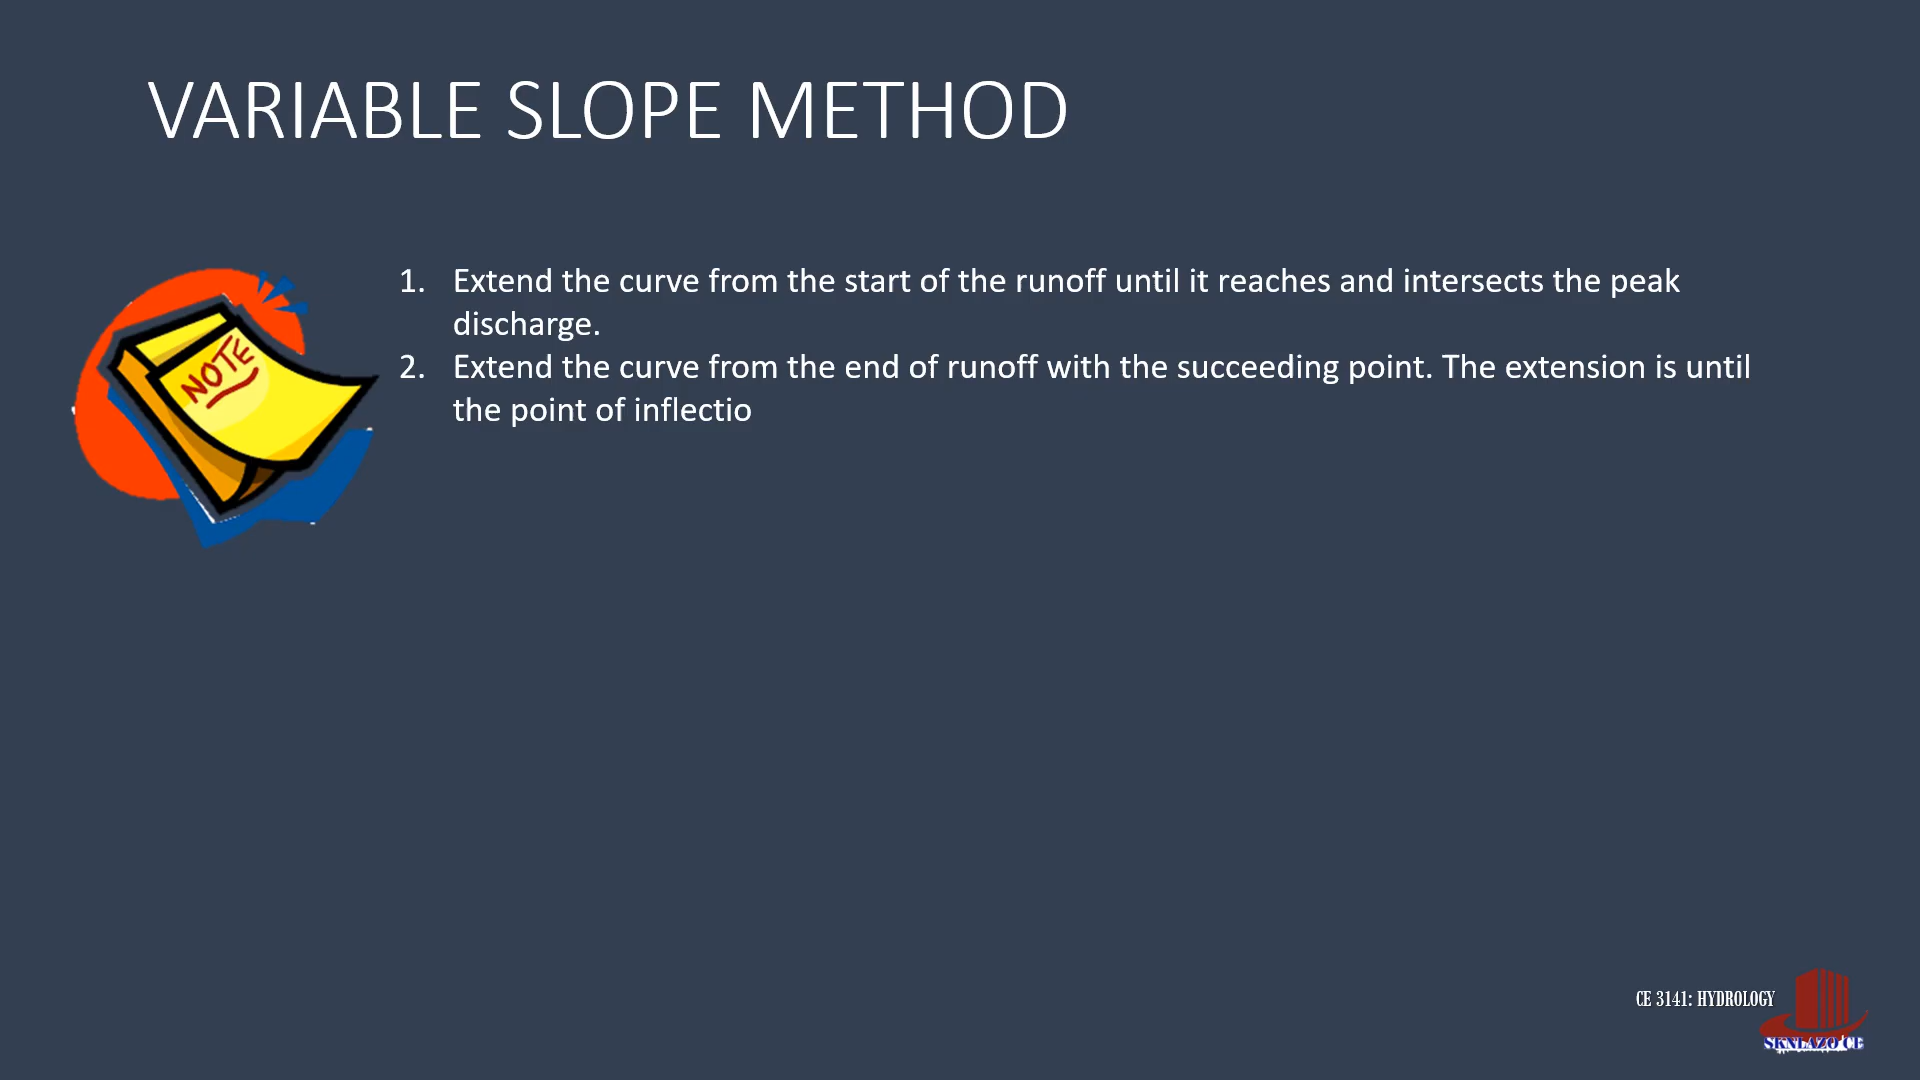 VARIABLE SLOPE METHOD
NOTE
1. Extend the curve from the start of the runoff until it reaches and intersects the peak
discharge.
2. Extend the curve from the end of runoff with the succeeding point. The extension is until
the point of inflectio
CE 3141: HYDROLOGY
SKNLAZO CE